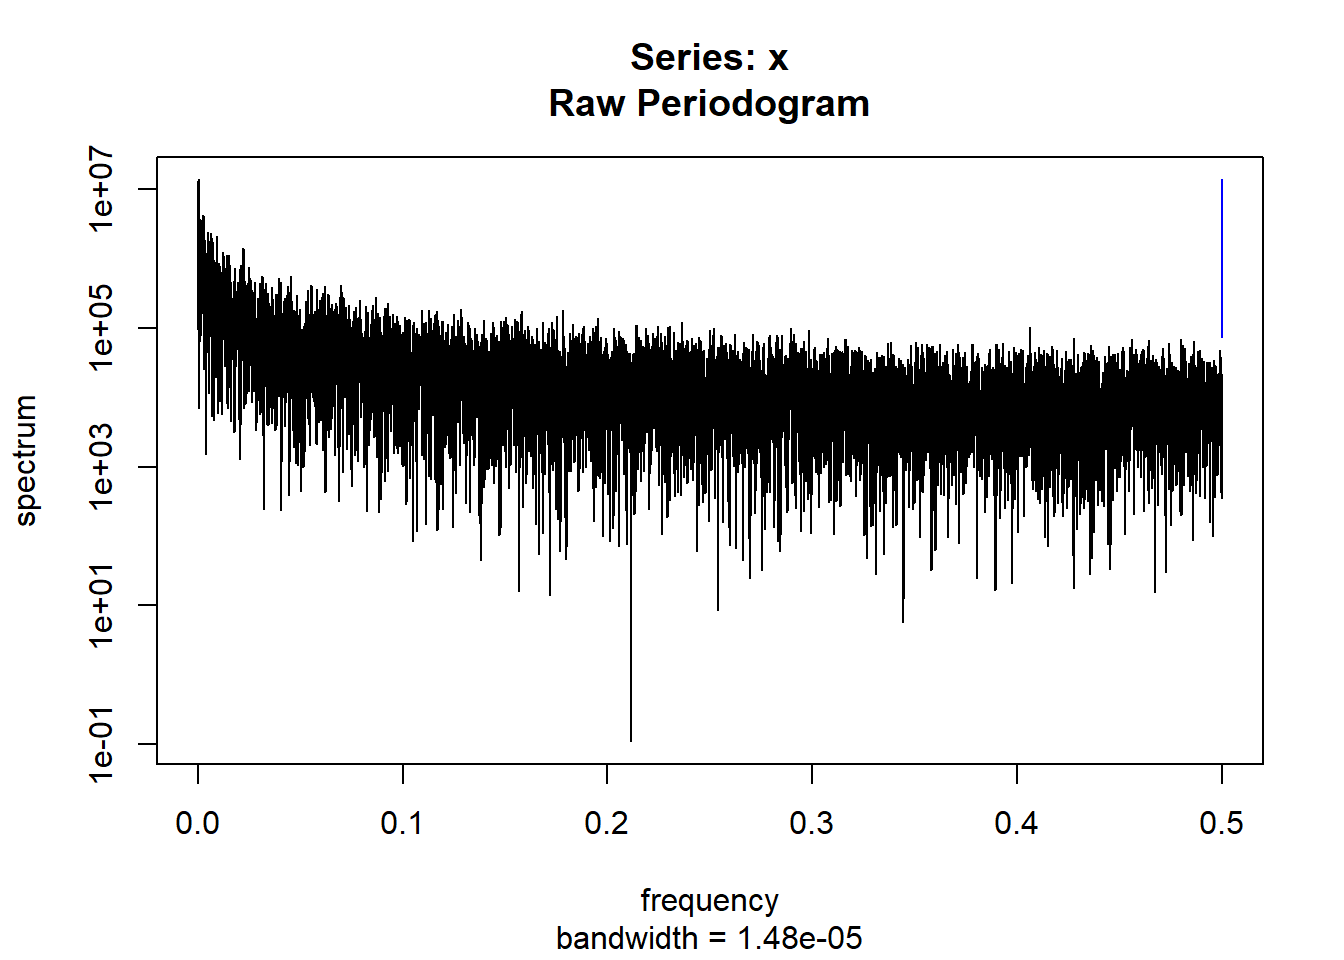 Series: x
Raw Periodogram
1e+07
1e+05
1e+03
1e+01
1e-01
spectrum
0.0 0.1 0.2 0.3 0.4 0.5
frequency
bandwidth = 1.48e-05